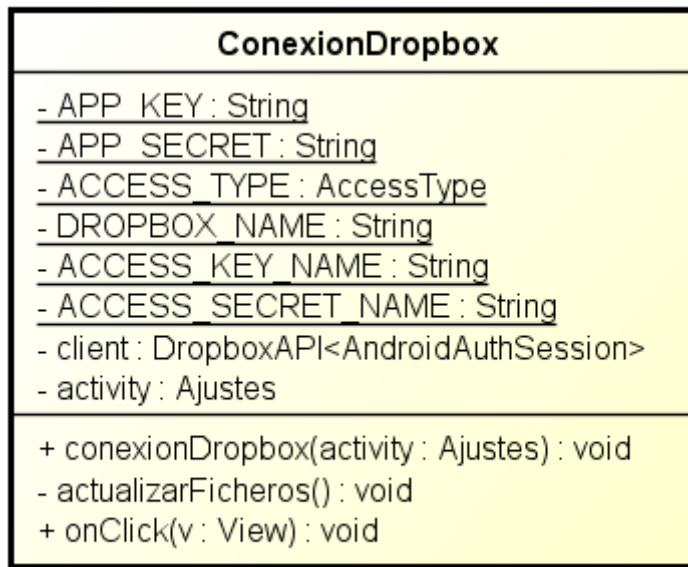 ConexionDropbox
- APP_KEY : String
- APP_SECRET : String
- ACCESS_TYPE : AccessType
- DROPBOX_NAME : String
- ACCESS_KEY_NAME : String
- ACCESS_SECRET_NAME : String
- client : DropboxAPI<AndroidAuthSession>
- activity : Ajustes
+ conexionDropbox(activity : Ajustes) : void
- actualizarFicheros() : void
+ onClick(v : View) : void